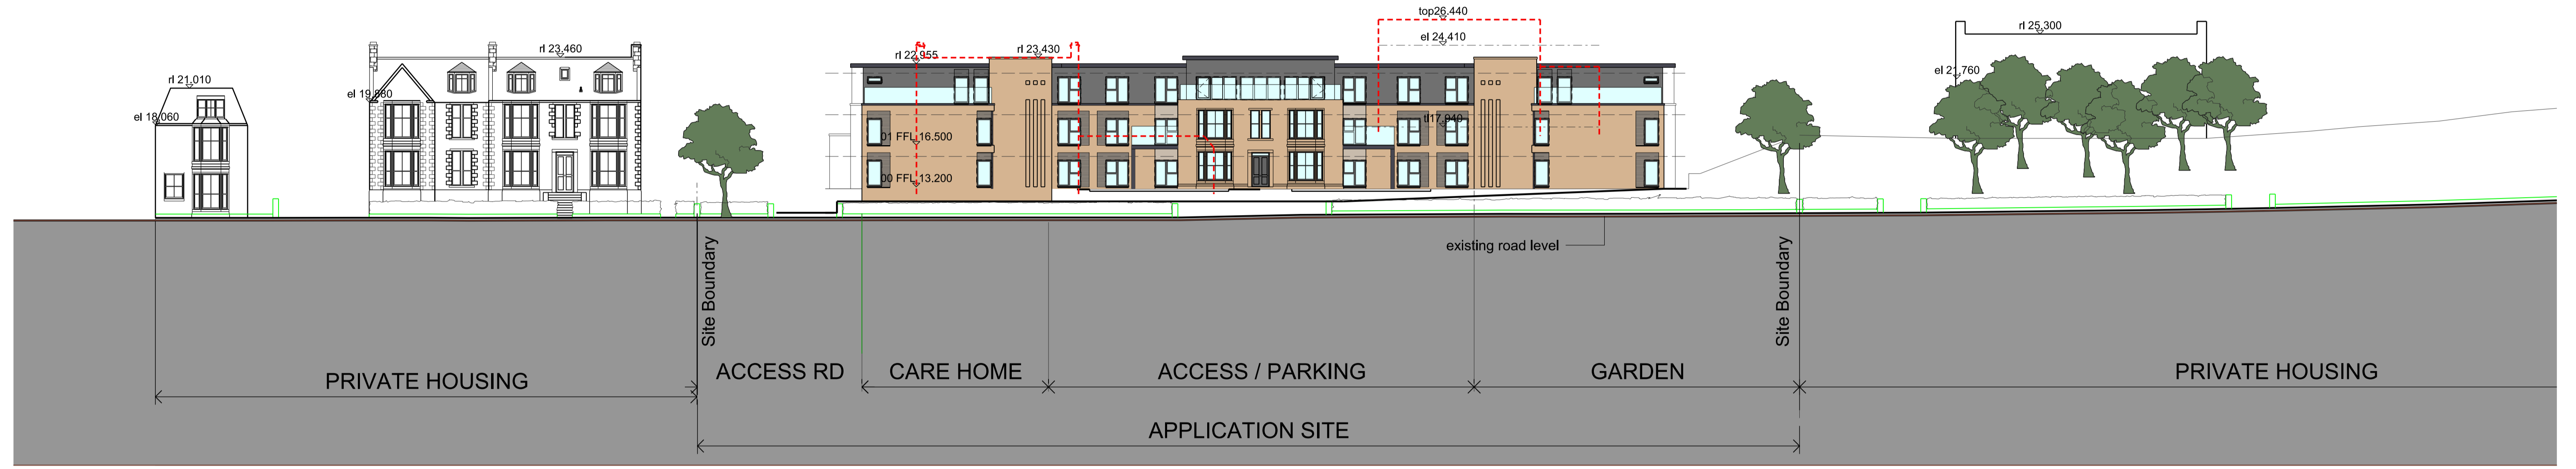 top26.440
rl 25.300
el 24.410
rl 23.460
rl 22.955
rl 23.430
rl 21.010
el 21.760
el 19.680
el 18.060
tl17.940
01 FFL 16.500
00 FFL 13.200
existing road level
Site Boundary
Site Boundary
ACCESS RD
CARE HOME
ACCESS / PARKING
GARDEN
PRIVATE HOUSING
PRIVATE HOUSING
APPLICATION SITE